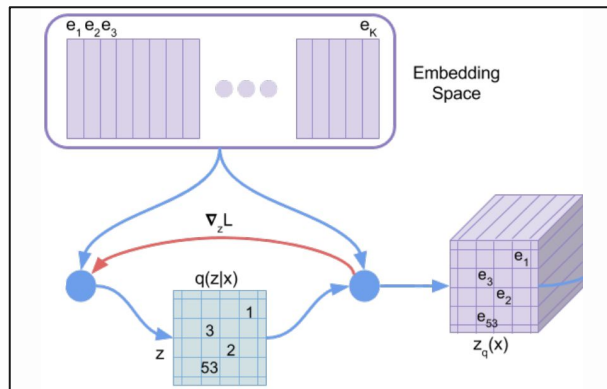 e1 e2 e3
eK
Embedding
Space
∇zL
q(z|x)
1
3
2
53
z
e1
e3
e2
e53
zq(x)